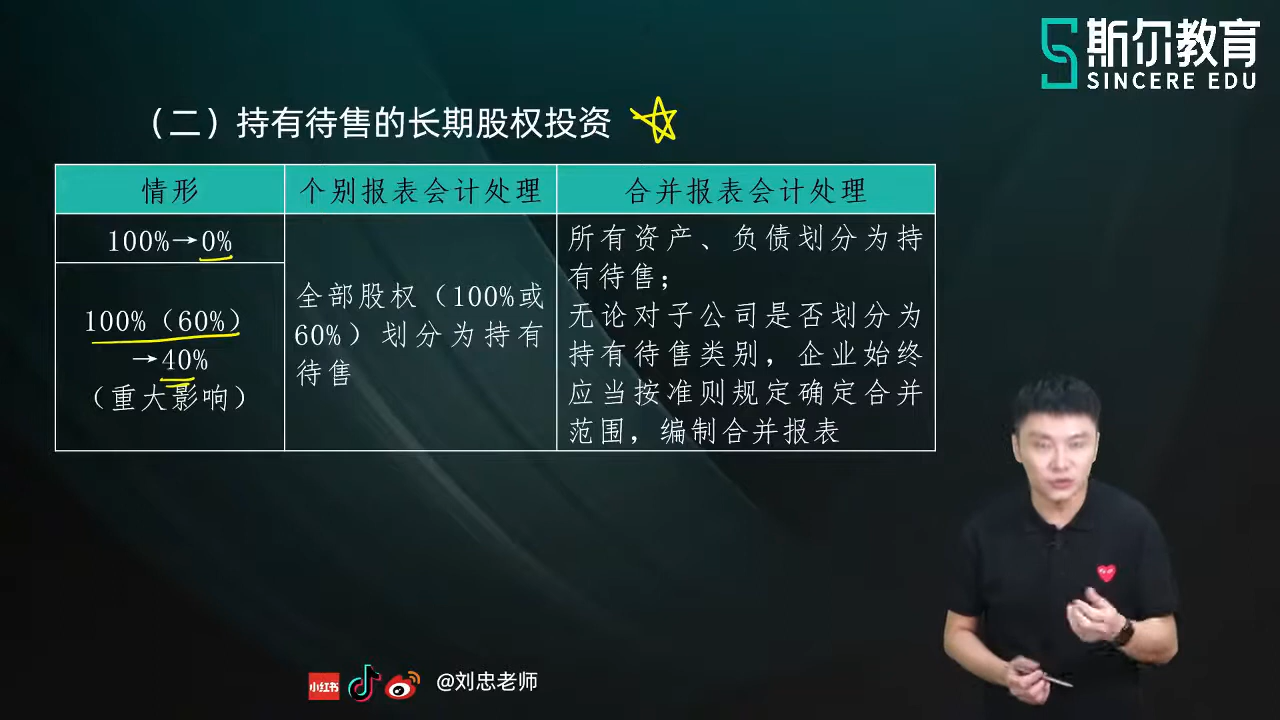 斯尔教育
SINCERE EDU
（二）持有待售的长期股权投资
情形
个别报表会计处理
合并报表会计处理
100%→0%
100%（60%）
→40%
（重大影响）
全部股权（100%或
60%）划分为持有
待售
所有资产、负债划分为持
有待售；
无论对子公司是否划分为
持有待售类别，企业始终
应当按准则规定确定合并
范围，编制合并报表
小红书
@刘忠老师